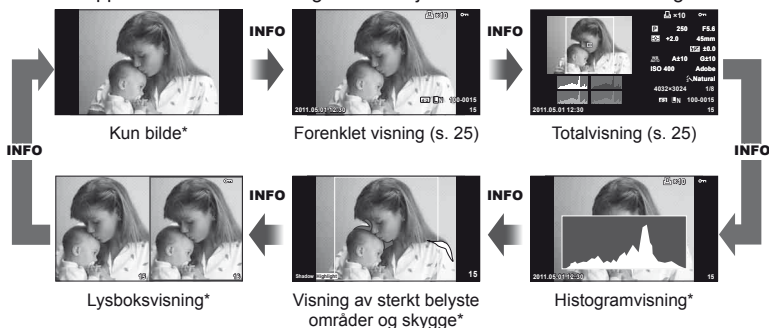 INFO
INFO
×10
100-0015
2011.05.01 12:30
15
×10
P 250 F5.6
+2.0 45mm
±0.0
A±10 G±10
ISO 400 Adobe
Natural
4032×3024 1/8
N 100-0015
2011.05.01 12:30
15
Kun bilde*
Forenklet visning (s. 25)
Totalvisning (s. 25)
INFO
INFO
INFO
INFO
15
16
Shadow Highlight
15
×10
2011.05.01 12:30
15
Lysboksvisning*
Visning av sterkt belyste
områder og skygge*
Histogramvisning*